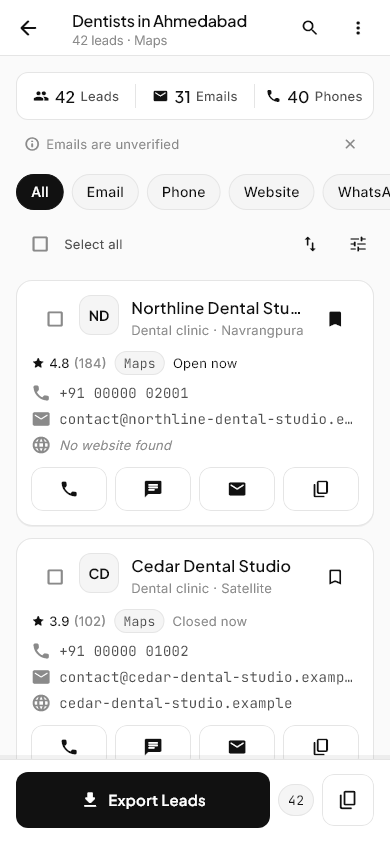 Dentists in Ahmedabad
42 leads · Maps
42 Leads 31 Emails 40 Phones
Emails are unverified
All Email Phone Website WhatsA
Select all
ND Northline Dental Stu…
Dental clinic · Navrangpura
4.8 (184) Maps Open now
+91 00000 02001
contact@northline-dental-studio.e…
No website found
CD Cedar Dental Studio
Dental clinic · Satellite
3.9 (102) Maps Closed now
+91 00000 01002
contact@cedar-dental-studio.examp…
cedar-dental-studio.example
Export Leads 42